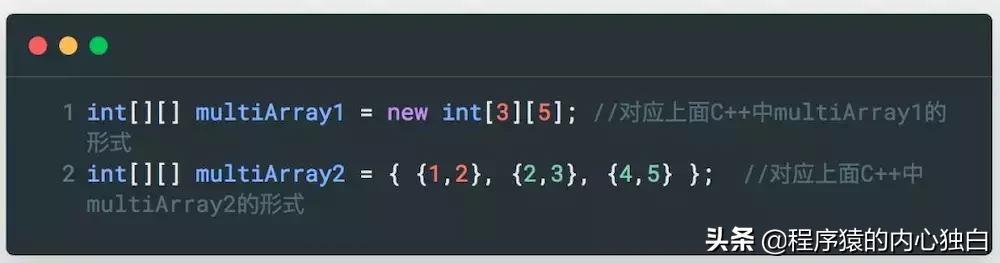 1 int[][] multiArray1 = new int[3][5]; //对应上面C++中multiArray1的
形式
2 int[][] multiArray2 = { {1,2}, {2,3}, {4,5} };  //对应上面C++中
multiArray2的形式
头条 @程序猿的内心独白